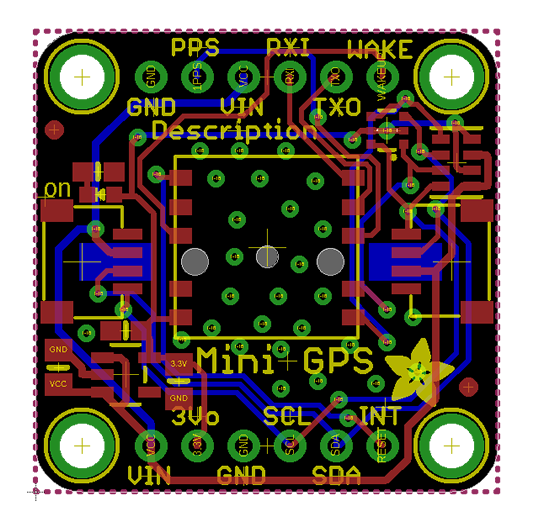 PPS RXI WAKE
GND 1PPS VCC RXI TXO WAKEUP
GND VIN TXO
Description
on
Mini GPS
GND 3.3V
VCC GND
3Vo SCL INT
VCC 3.3V GND SCL SDA RESET
VIN GND SDA